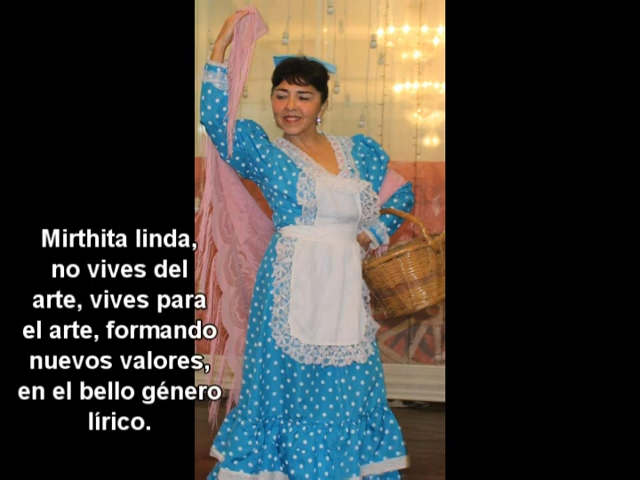 Mirthita linda,
no vives del
arte, vives para
el arte, formando
nuevos valores,
en el bello género
lírico.